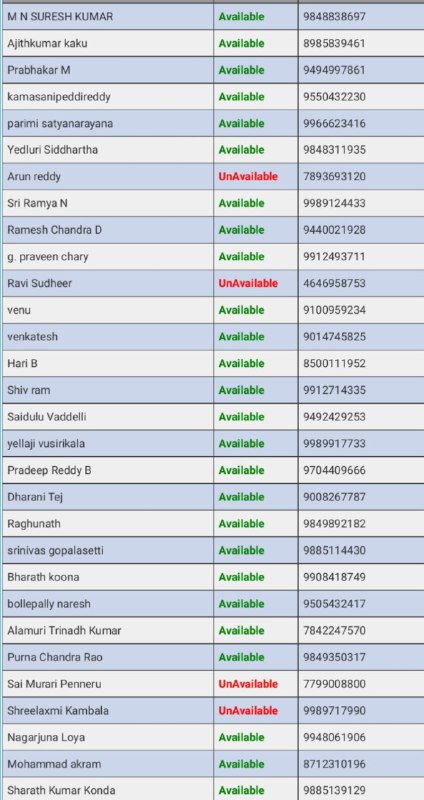 M N SURESH KUMAR Available 9848838697
Ajithkumar kaku Available 8985839461
Prabhakar M Available 9494997861
kamasanipeddireddy Available 9550432230
parimi satyanarayana Available 9966623416
Yedluri Siddhartha Available 9848311935
Arun reddy UnAvailable 7893693120
Sri Ramya N Available 9989124433
Ramesh Chandra D Available 9440021928
g. praveen chary Available 9912493711
Ravi Sudheer UnAvailable 4646958753
venu Available 9100959234
venkatesh Available 9014745825
Hari B Available 8500111952
Shiv ram Available 9912714335
Saidulu Vaddelli Available 9492429253
yellaji vusirikala Available 9989917733
Pradeep Reddy B Available 9704409666
Dharani Tej Available 9008267787
Raghunath Available 9849892182
srinivas gopalasetti Available 9885114430
Bharath koona Available 9908418749
bollepally naresh Available 9505432417
Alamuri Trinadh Kumar Available 7842247570
Purna Chandra Rao Available 9849350317
Sai Murari Penneru UnAvailable 7799008800
Shreelaxmi Kambala UnAvailable 9989717990
Nagarjuna Loya Available 9948061906
Mohammad akram Available 8712310196
Sharath Kumar Konda Available 9885139129